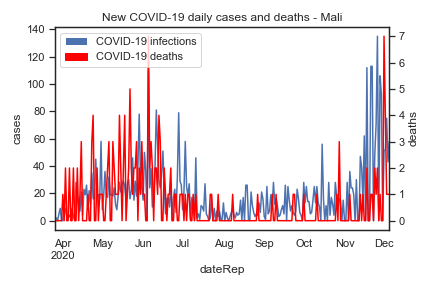 New COVID-19 daily cases and deaths - Mali
COVID-19 infections
COVID-19 deaths
140
120
100
80
60
40
20
0
cases
7
6
5
4
3
2
1
0
deaths
Apr May Jun Jul Aug Sep Oct Nov Dec
2020
dateRep